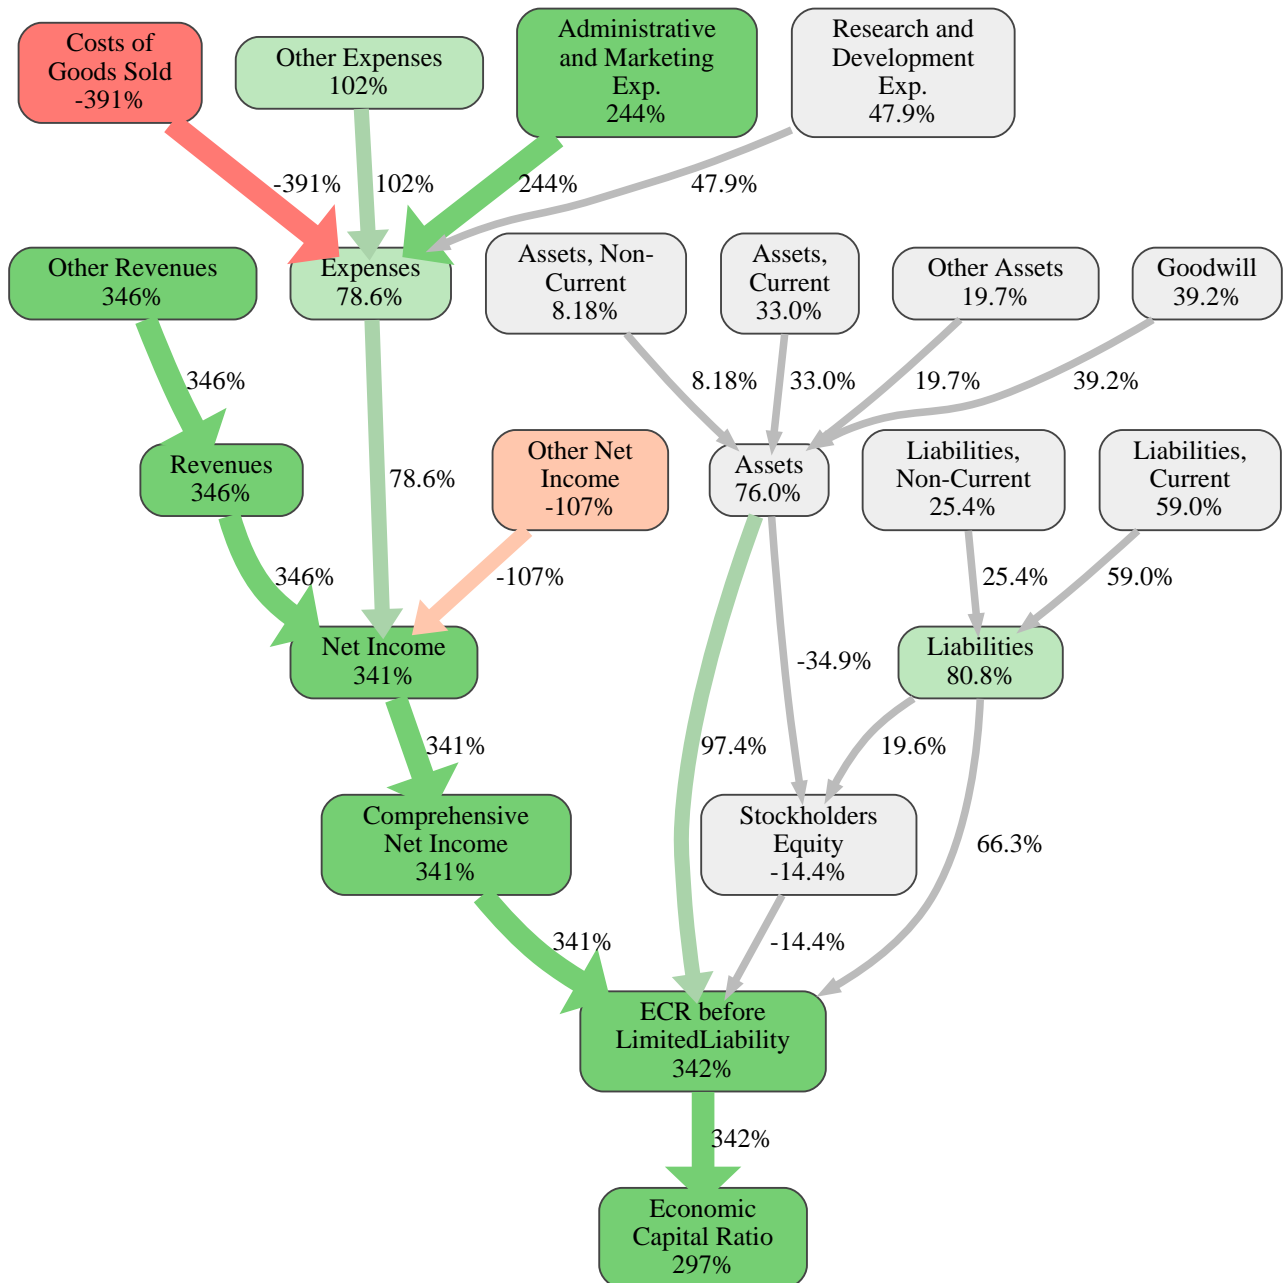 Costs of
Goods Sold
-391%
Other Expenses
102%
Administrative
and Marketing
Exp.
244%
Research and
Development
Exp.
47.9%
-391%
102%
244%
47.9%
Other Revenues
346%
Expenses
78.6%
Assets, Non-
Current
8.18%
Assets,
Current
33.0%
Other Assets
19.7%
Goodwill
39.2%
346%
8.18%
33.0%
19.7%
39.2%
Revenues
346%
78.6%
Other Net
Income
-107%
Assets
76.0%
Liabilities,
Non-Current
25.4%
Liabilities,
Current
59.0%
346%
-107%
25.4%
59.0%
Net Income
341%
-34.9%
Liabilities
80.8%
341%
97.4%
19.6%
Comprehensive
Net Income
341%
Stockholders
Equity
-14.4%
66.3%
341%
-14.4%
ECR before
LimitedLiability
342%
342%
Economic
Capital Ratio
297%